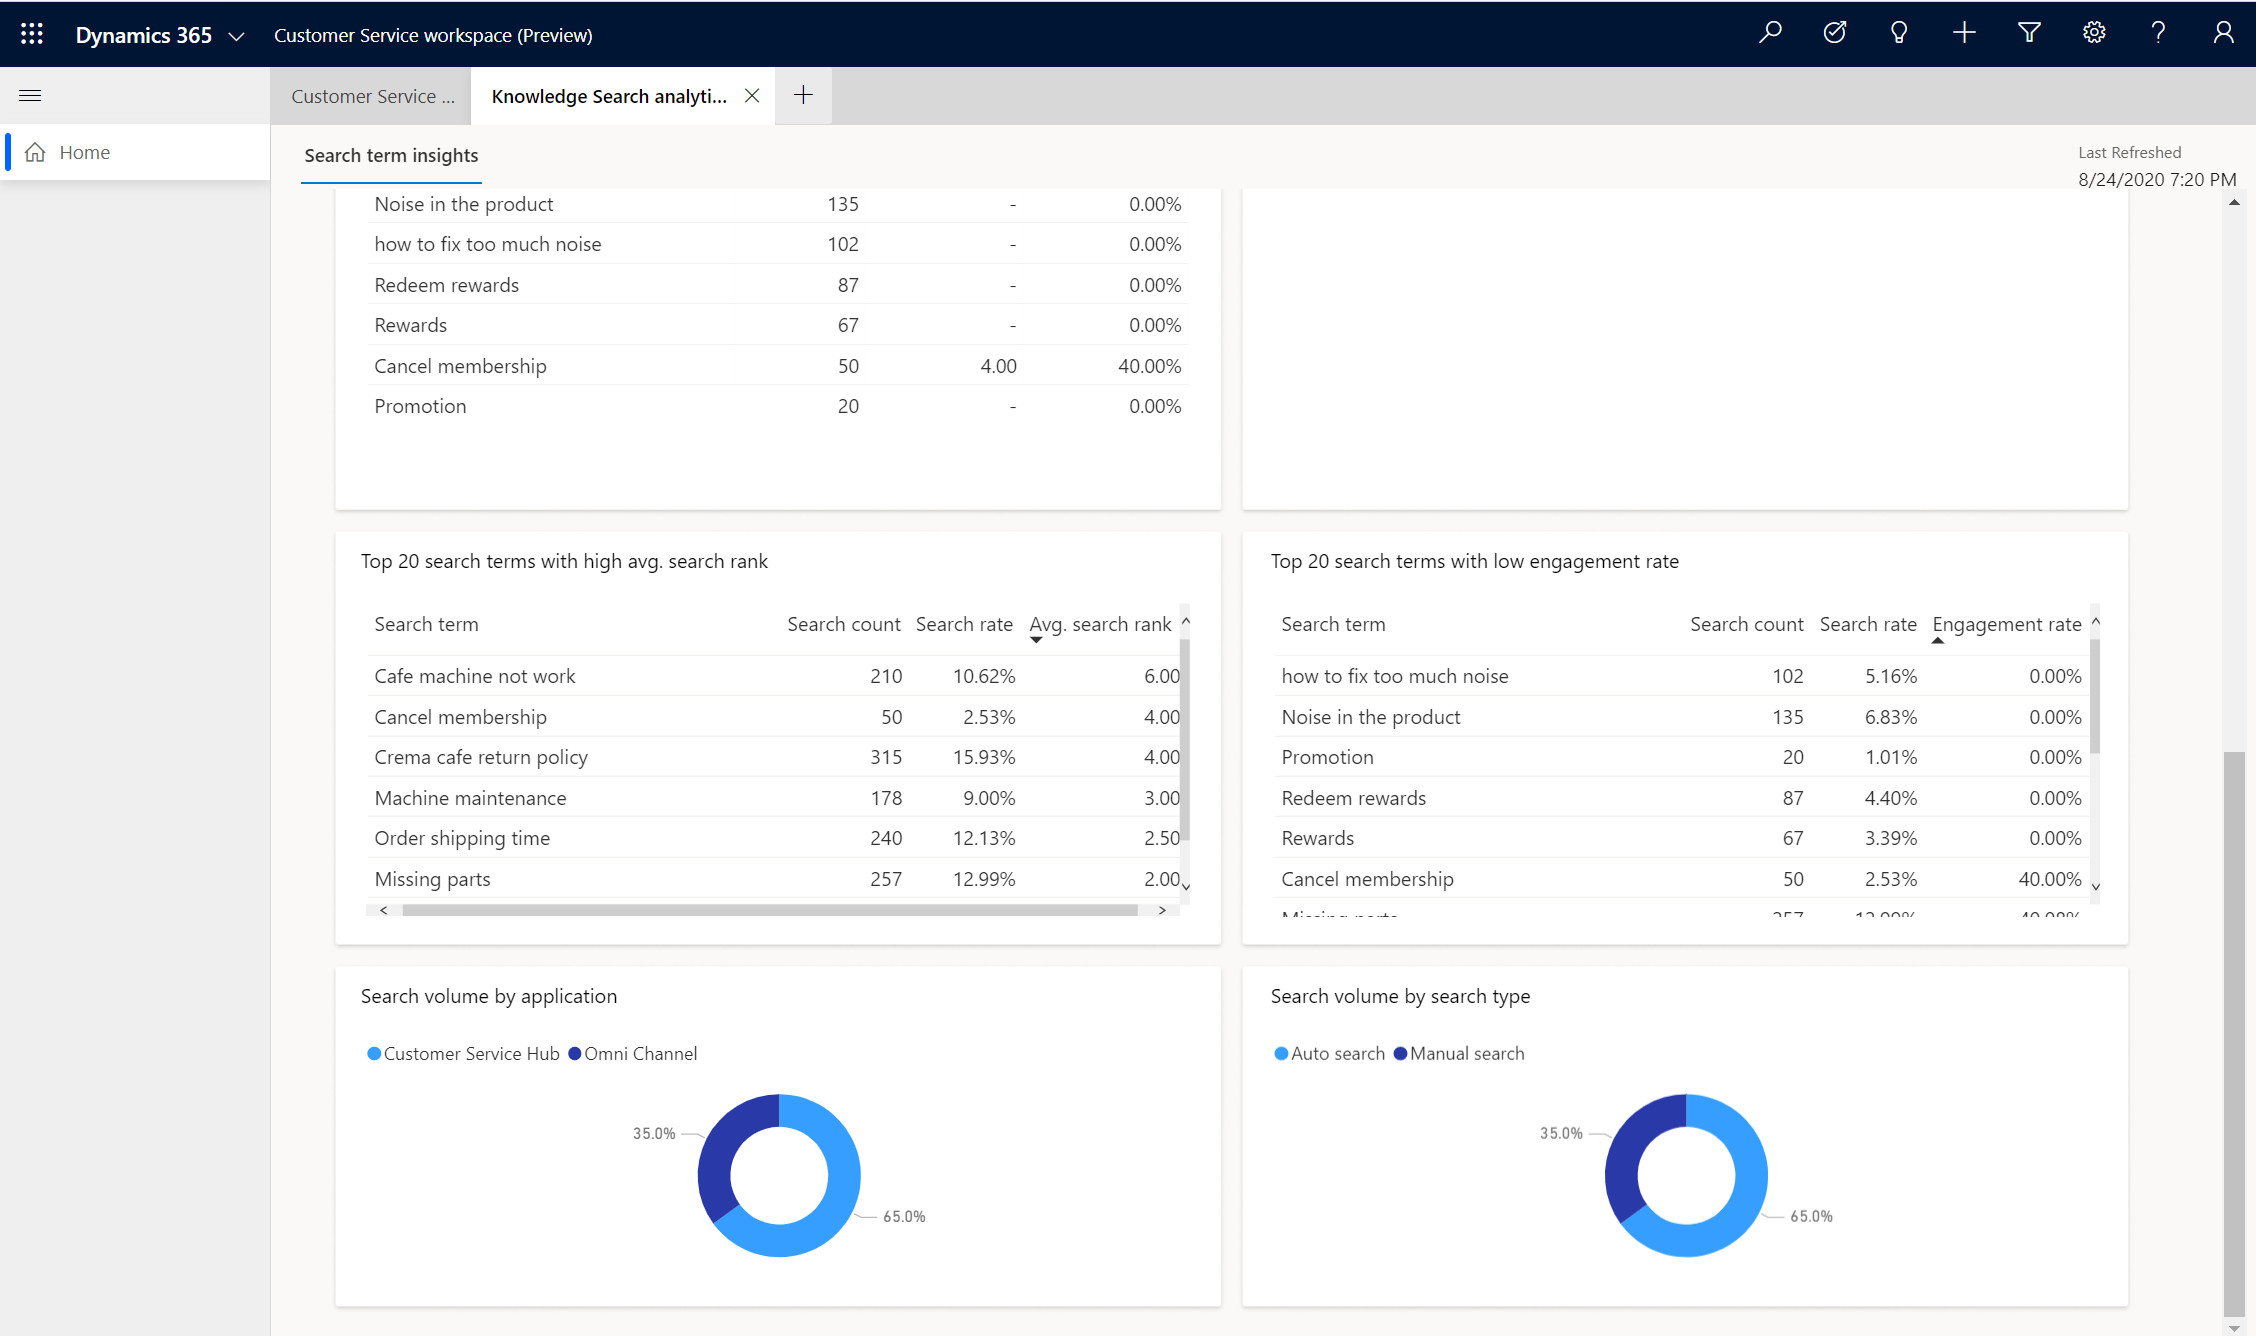 Dynamics 365 Customer Service workspace (Preview)
Customer Service ... Knowledge Search analyti...
Home
Search term insights
Last Refreshed
8/24/2020 7:20 PM
Noise in the product 135 - 0.00%
how to fix too much noise 102 - 0.00%
Redeem rewards 87 - 0.00%
Rewards 67 - 0.00%
Cancel membership 50 4.00 40.00%
Promotion 20 - 0.00%
Top 20 search terms with high avg. search rank
Search term Search count Search rate Avg. search rank
Cafe machine not work 210 10.62% 6.00
Cancel membership 50 2.53% 4.00
Crema cafe return policy 315 15.93% 4.00
Machine maintenance 178 9.00% 3.00
Order shipping time 240 12.13% 2.50
Missing parts 257 12.99% 2.00
Top 20 search terms with low engagement rate
Search term Search count Search rate Engagement rate
how to fix too much noise 102 5.16% 0.00%
Noise in the product 135 6.83% 0.00%
Promotion 20 1.01% 0.00%
Redeem rewards 87 4.40% 0.00%
Rewards 67 3.39% 0.00%
Cancel membership 50 2.53% 40.00%
Missing parts 257 12.99%
Search volume by application
Customer Service Hub Omni Channel
35.0%
65.0%
Search volume by search type
Auto search Manual search
35.0%
65.0%